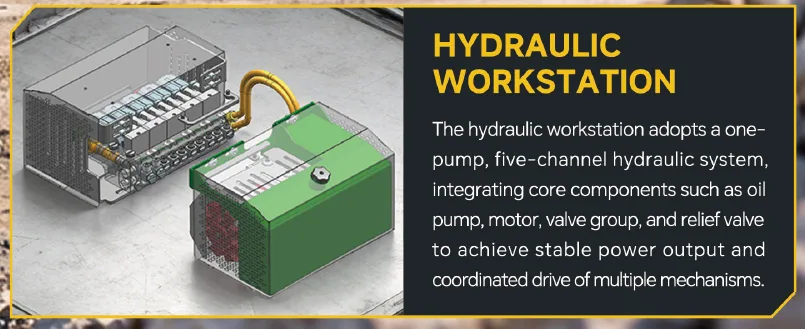 HYDRAULIC
WORKSTATION
The hydraulic workstation adopts a one-
pump, five-channel hydraulic system,
integrating core components such as oil
pump, motor, valve group, and relief valve
to achieve stable power output and
coordinated drive of multiple mechanisms.